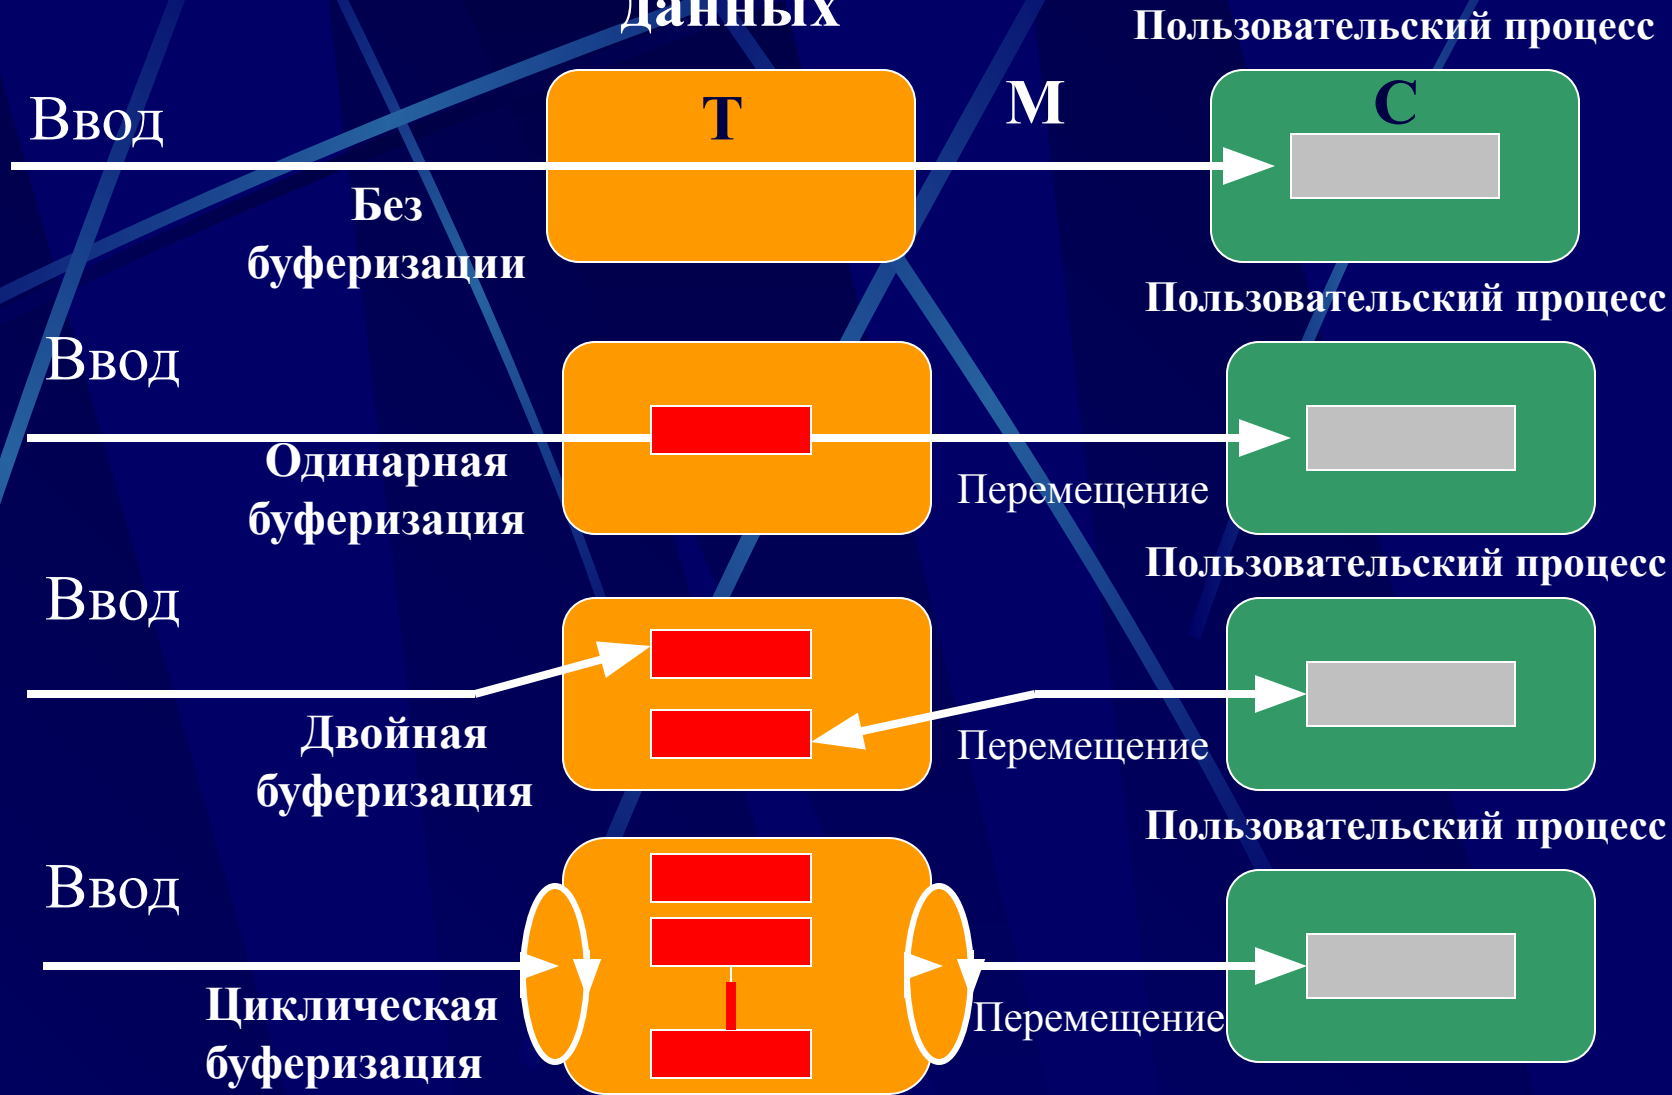 данных
Пользовательский процесс
Ввод
Т
М
С
Без
буферизации
Пользовательский процесс
Ввод
Одинарная
буферизация
Перемещение
Пользовательский процесс
Ввод
Двойная
буферизация
Перемещение
Пользовательский процесс
Ввод
Циклическая
буферизация
Перемещение